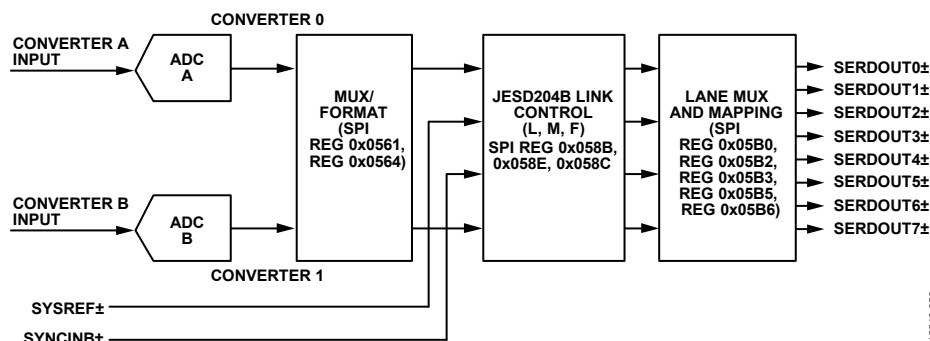 CONVERTER 0
CONVERTER A
INPUT
ADC
A
MUX/
FORMAT
(SPI
REG 0x0561,
REG 0x0564)
JESD204B LINK
CONTROL
(L, M, F)
SPI REG 0x058B,
0x058E, 0x058C
LANE MUX
AND MAPPING
(SPI
REG 0x05B0,
REG 0x05B2,
REG 0x05B3,
REG 0x05B5,
REG 0x05B6)
SERDOUT0±
SERDOUT1±
SERDOUT2±
SERDOUT3±
SERDOUT4±
SERDOUT5±
SERDOUT6±
SERDOUT7±
CONVERTER B
INPUT
ADC
B
CONVERTER 1
SYSREF±
SYNCINB±